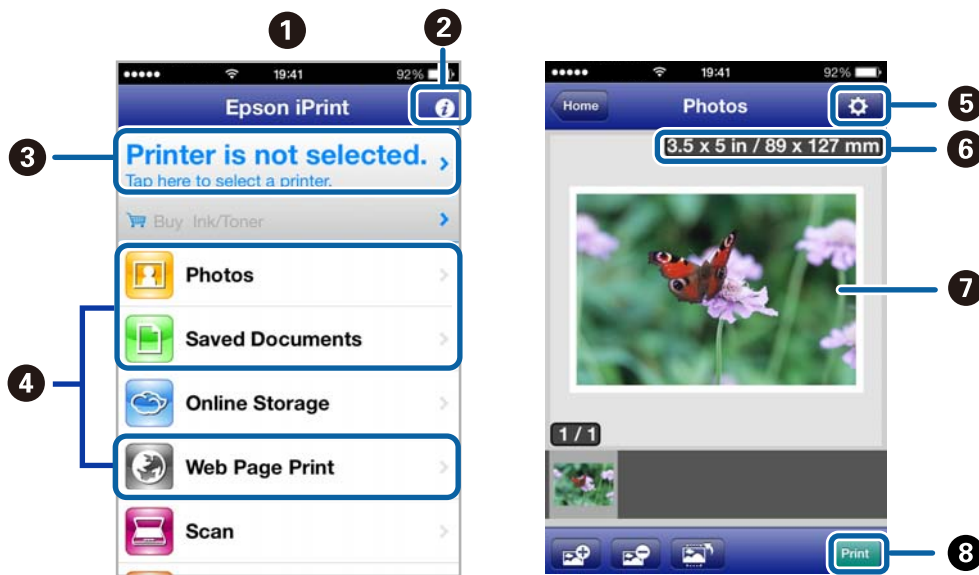 1
2
19:41
92%
Epson iPrint
3
Printer is not selected.
Tap here to select a printer.
Buy Ink/Toner
Photos
Saved Documents
4
Online Storage
Web Page Print
Scan
19:41
92%
Home
Photos
5
3.5 x 5 in / 89 x 127 mm
6
7
1 / 1
Print
8